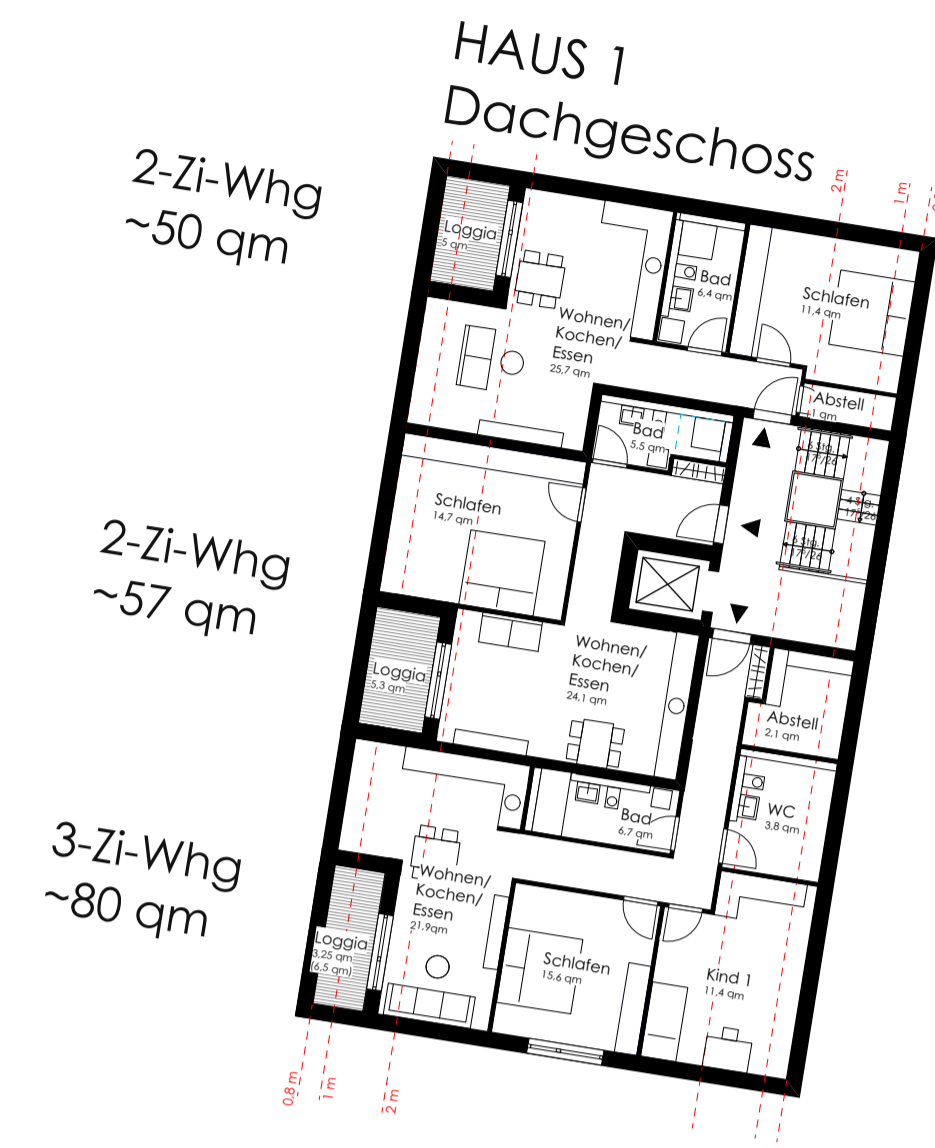 HAUS 1
Dachgeschoss
2-Zi-Whg
~50 qm
2 m
1 m
Loggia
5 qm
Bad
6,4 qm
Schlafen
11,4 qm
Wohnen/
Kochen/
Essen
25,7 qm
Abstell
1 qm
Bad
5,5 qm
2-Zi-Whg
~57 qm
Schlafen
14,7 qm
Wohnen/
Kochen/
Essen
24,1 qm
Loggia
5,3 qm
Abstell
2,1 qm
WC
3,8 qm
Bad
6,7 qm
3-Zi-Whg
~80 qm
Wohnen/
Kochen/
Essen
21,9qm
Loggia
3,25 qm
(6,5 qm)
Schlafen
15,6 qm
Kind 1
11,4 qm
0,8 m
1 m
2 m